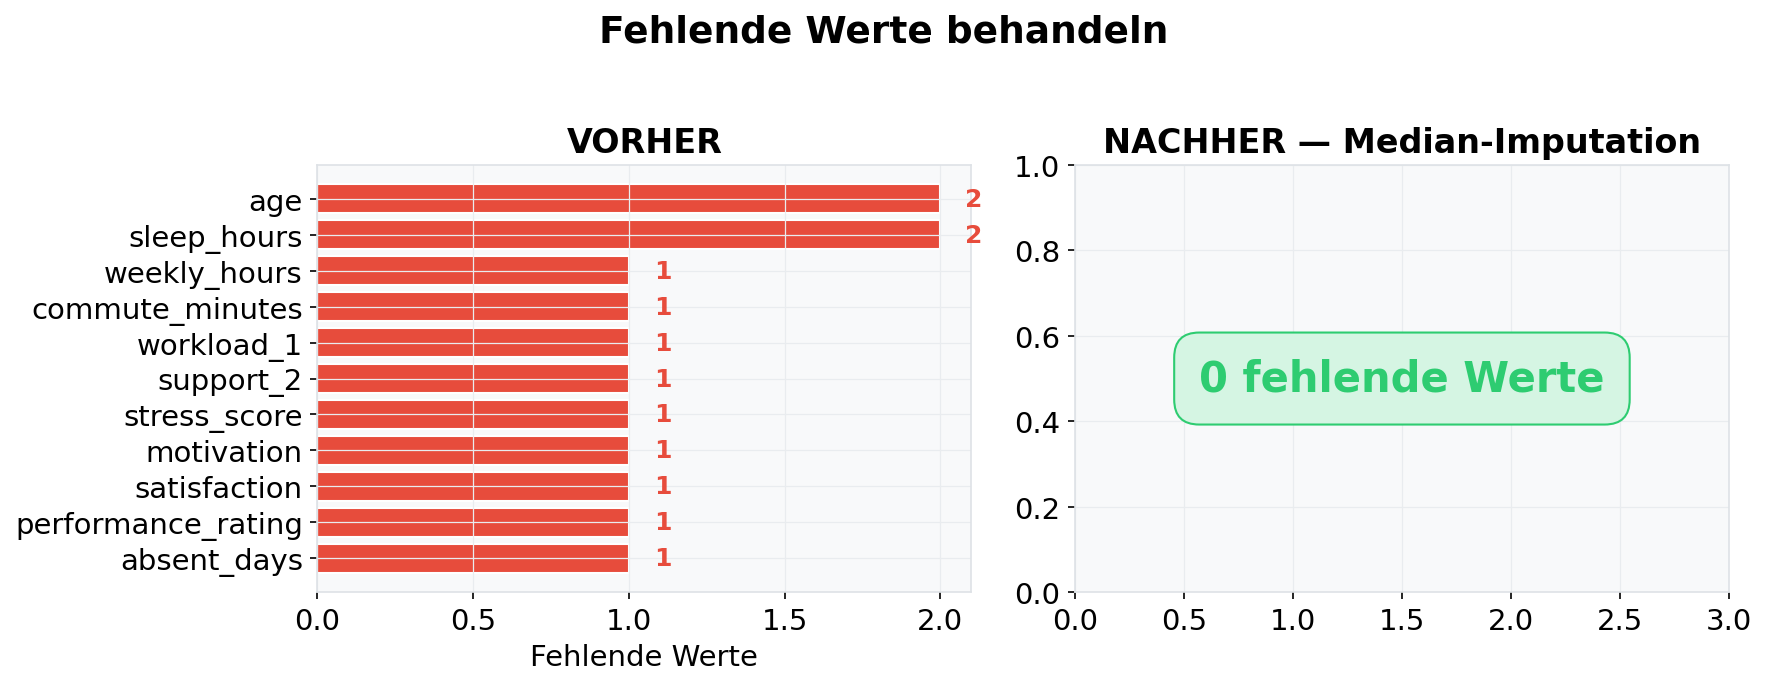 Fehlende Werte behandeln
VORHER
age 2
sleep_hours 2
weekly_hours 1
commute_minutes 1
workload_1 1
support_2 1
stress_score 1
motivation 1
satisfaction 1
performance_rating 1
absent_days 1
0.0 0.5 1.0 1.5 2.0
Fehlende Werte
NACHHER — Median-Imputation
1.0
0.8
0.6
0 fehlende Werte
0.4
0.2
0.0
0.0 0.5 1.0 1.5 2.0 2.5 3.0